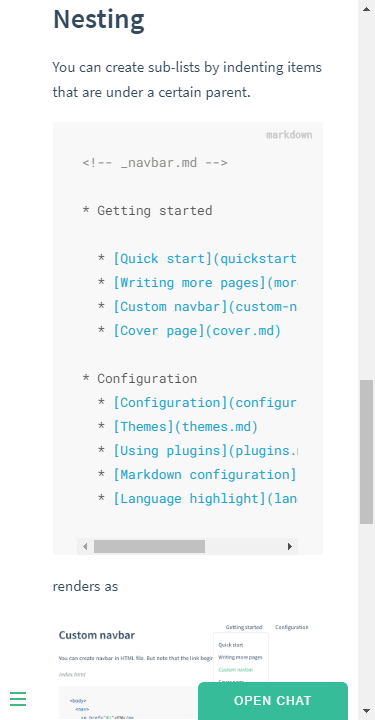 Nesting
You can create sub-lists by indenting items
that are under a certain parent.
markdown
<!-- _navbar.md -->
* Getting started
* [Quick start](quickstart
* [Writing more pages](mor
* [Custom navbar](custom-n
* [Cover page](cover.md)
* Configuration
* [Configuration](configur
* [Themes](themes.md)
* [Using plugins](plugins.
* [Markdown configuration]
* [Language highlight](lan
renders as
Getting started Configuration
Custom navbar
Quick start
You can create navbar in HTML file. But note that the link begin
Writing more pages
Custom navbar
index.html
<body>
<nav>
OPEN CHAT